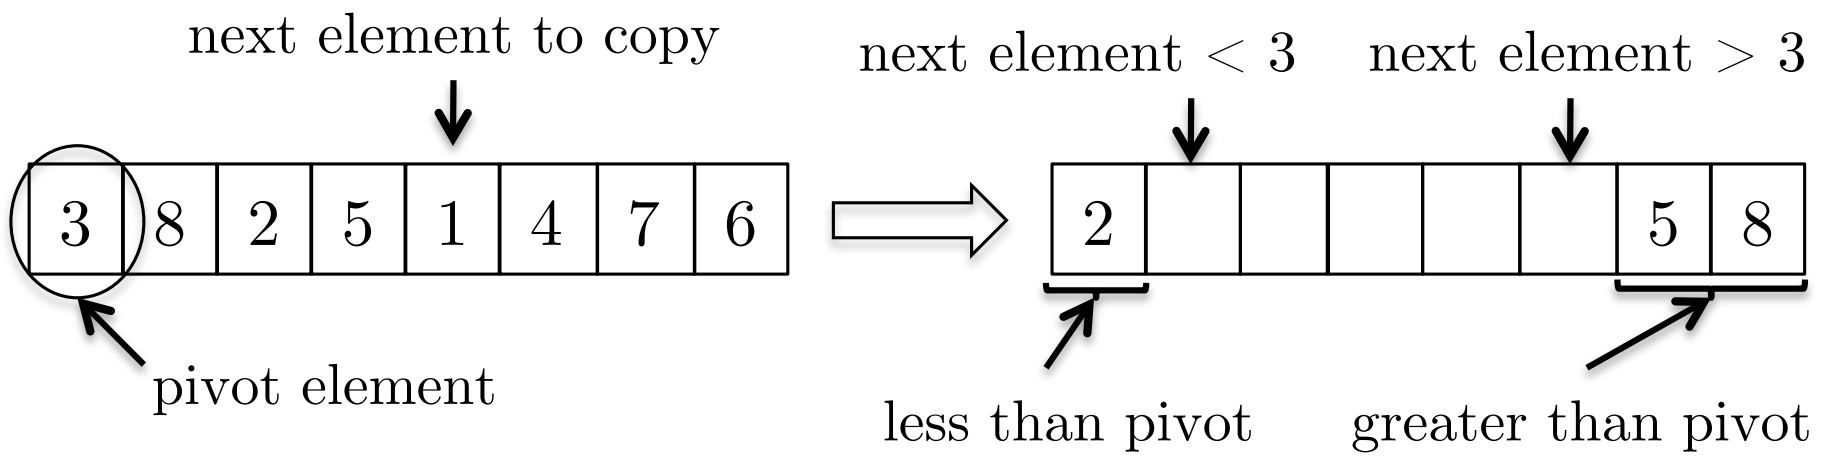 next element to copy
next element < 3
next element > 3
3 8 2 5 1 4 7 6
2 5 8
pivot element
less than pivot
greater than pivot